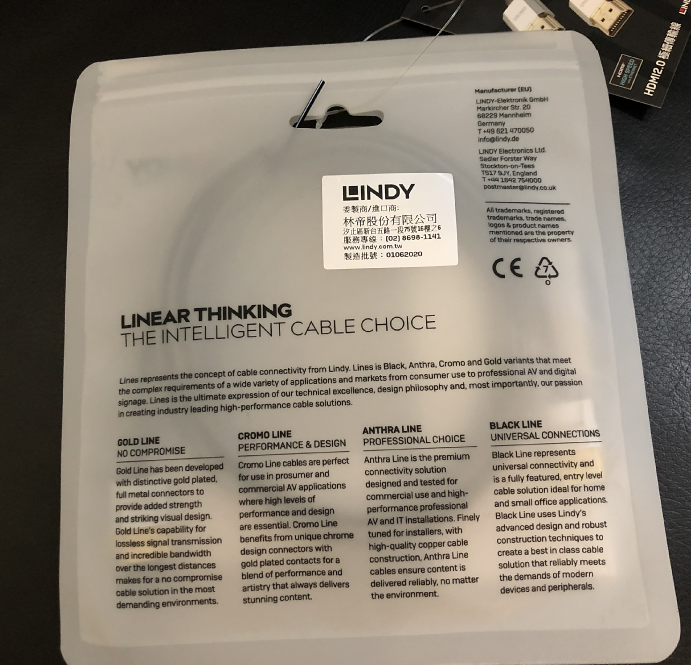 HDMI2.0 極細傳輸線
Manufacturer (EU)
LINDY-Elektronik GmbH
Markircher Str. 20
68229 Mannheim
Germany
T +49 621 470050
info@lindy.de
LINDY Electronics Ltd.
Sadler Forster Way
Stockton-on-Tees
TS17 9JY, England
T +44 1642 754000
postmaster@lindy.co.uk
All trademarks, registered
trademarks, trade names,
logos & product names
mentioned are the property
of their respective owners.
CE
7
O
LINDY
委製商/進口商:
林帝股份有限公司
汐止區新台五路一段
服務專線：(02) 8698-1141
www.lindy.com.tw
製造批號：01062020
LINEAR THINKING
THE INTELLIGENT CABLE CHOICE
Lines represents the concept of cable connectivity from Lindy. Lines is Black, Anthra, Cromo and Gold variants that meet
the complex requirements of a wide variety of applications and markets from consumer use to professional AV and digital
signage. Lines is the ultimate expression of our technical excellence, design philosophy and, most importantly, our passion
in creating industry leading high-performance cable solutions.
GOLD LINE
NO COMPROMISE
Gold Line has been developed
with distinctive gold plated,
full metal connectors to
provide added strength
and striking visual design.
Gold Line's capability for
lossless signal transmission
and incredible bandwidth
over the longest distances
makes for a no compromise
cable solution in the most
demanding environments.
CROMO LINE
PERFORMANCE & DESIGN
Cromo Line cables are perfect
for use in prosumer and
commercial AV applications
where high levels of
performance and design
are essential. Cromo Line
benefits from unique chrome
design connectors with
gold plated contacts for a
blend of performance and
artistry that always delivers
stunning content.
ANTHRA LINE
PROFESSIONAL CHOICE
Anthra Line is the premium
connectivity solution
designed and tested for
commercial use and high-
performance professional
AV and IT installations. Finely
tuned for installers, with
high-quality copper cable
construction, Anthra Line
cables ensure content is
delivered reliably, no matter
the environment.
BLACK LINE
UNIVERSAL CONNECTIONS
Black Line represents
universal connectivity and
is a fully featured, entry level
cable solution ideal for home
and small office applications.
Black Line uses Lindy's
advanced design and robust
construction techniques to
create a best in class cable
solution that reliably meets
the demands of modern
devices and peripherals.